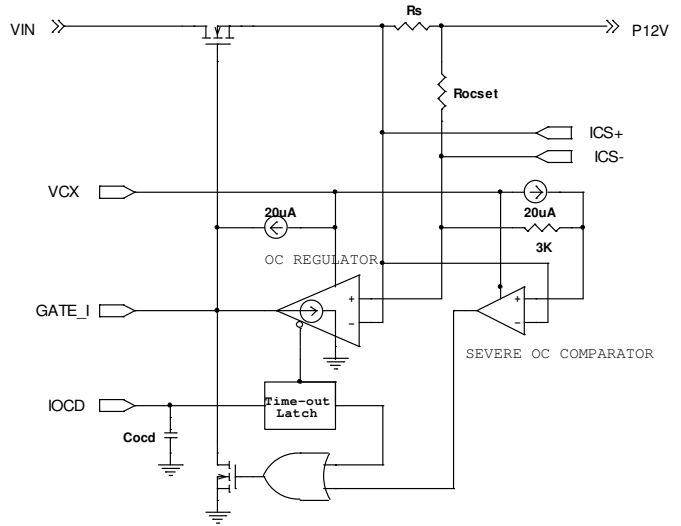 Rs
VIN
P12V
Rocset
ICS+
ICS-
VCX
20uA
20uA
3K
OC REGULATOR
+
-
+
-
GATE_I
SEVERE OC COMPARATOR
IOCD
Time-out
Latch
Cocd